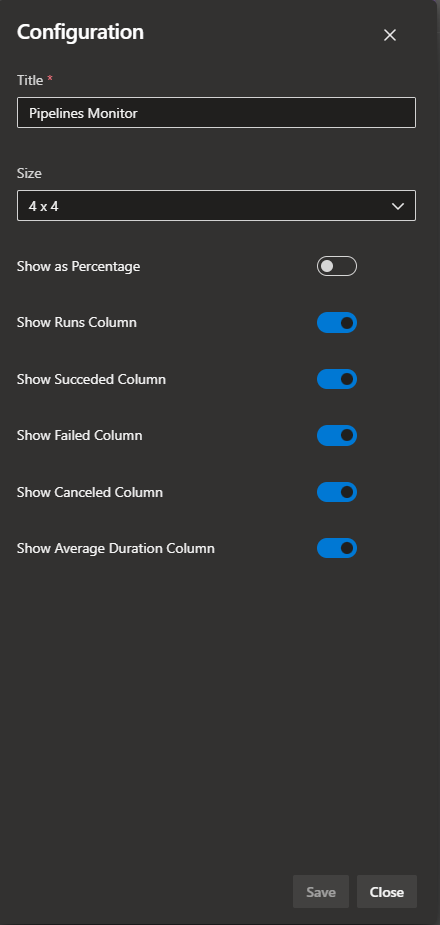 Configuration
Title *
Pipelines Monitor
Size
4 x 4
Show as Percentage
Show Runs Column
Show Succeded Column
Show Failed Column
Show Canceled Column
Show Average Duration Column
Save Close